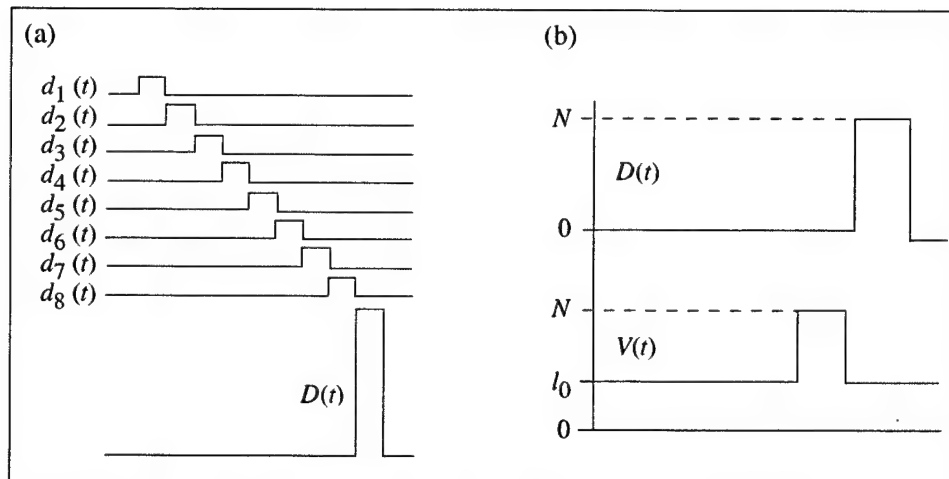 (a)
d1 (t)
d2 (t)
d3 (t)
d4 (t)
d5 (t)
d6 (t)
d7 (t)
d8 (t)
D(t)
(b)
N
D(t)
0
N
V(t)
l0
0